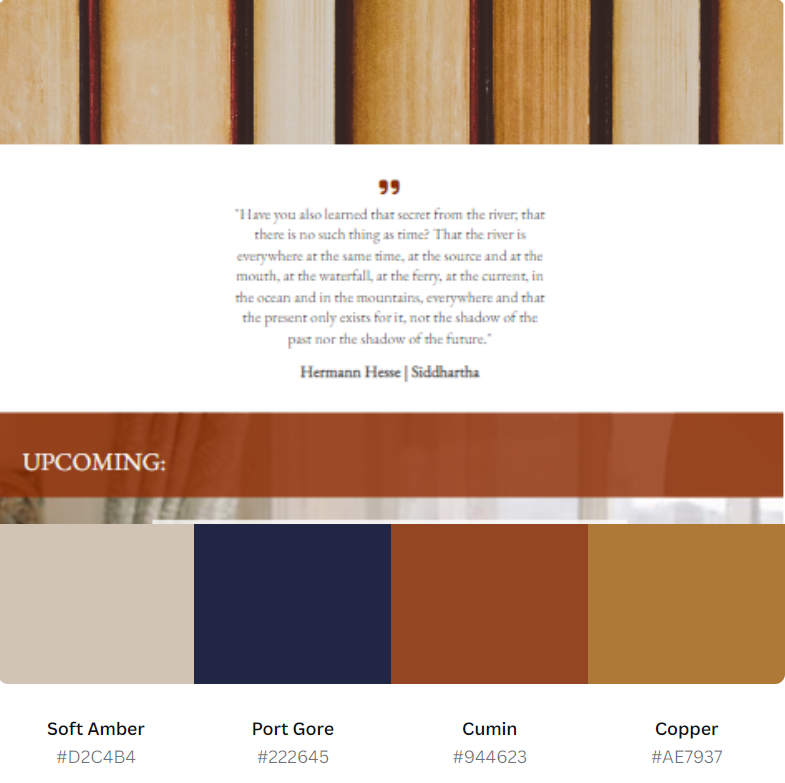 "Have you also learned that secret from the river; that
there is no such thing as time? That the river is
everywhere at the same time, at the source and at the
mouth, at the waterfall, at the ferry, at the current, in
the ocean and in the mountains, everywhere and that
the present only exists for it, not the shadow of the
past nor the shadow of the future."
Hermann Hesse | Siddhartha
UPCOMING:
Soft Amber Port Gore Cumin Copper
#D2C4B4 #222645 #944623 #AE7937